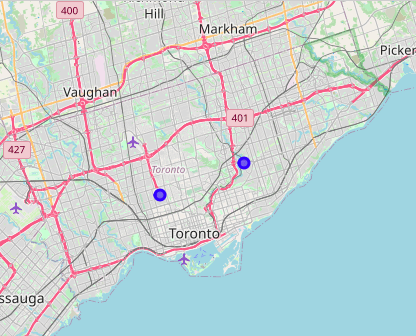 400
Hill
Markham
Picker
Vaughan
401
427
Toronto
Toronto
ssauga